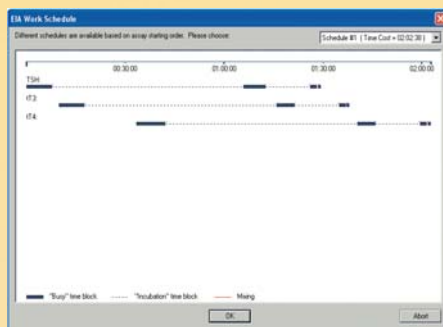 EIA Work Schedule
Different schedules are available based on assay starting order. Please choose:
Schedule #1 ( Time Cost = 02:02:38 )
00:30:00 01:00:00 01:30:00 02:00:00
TSH:
fT3:
fT4:
"Busy" time block "Incubation" time block Mixing
OK Abort